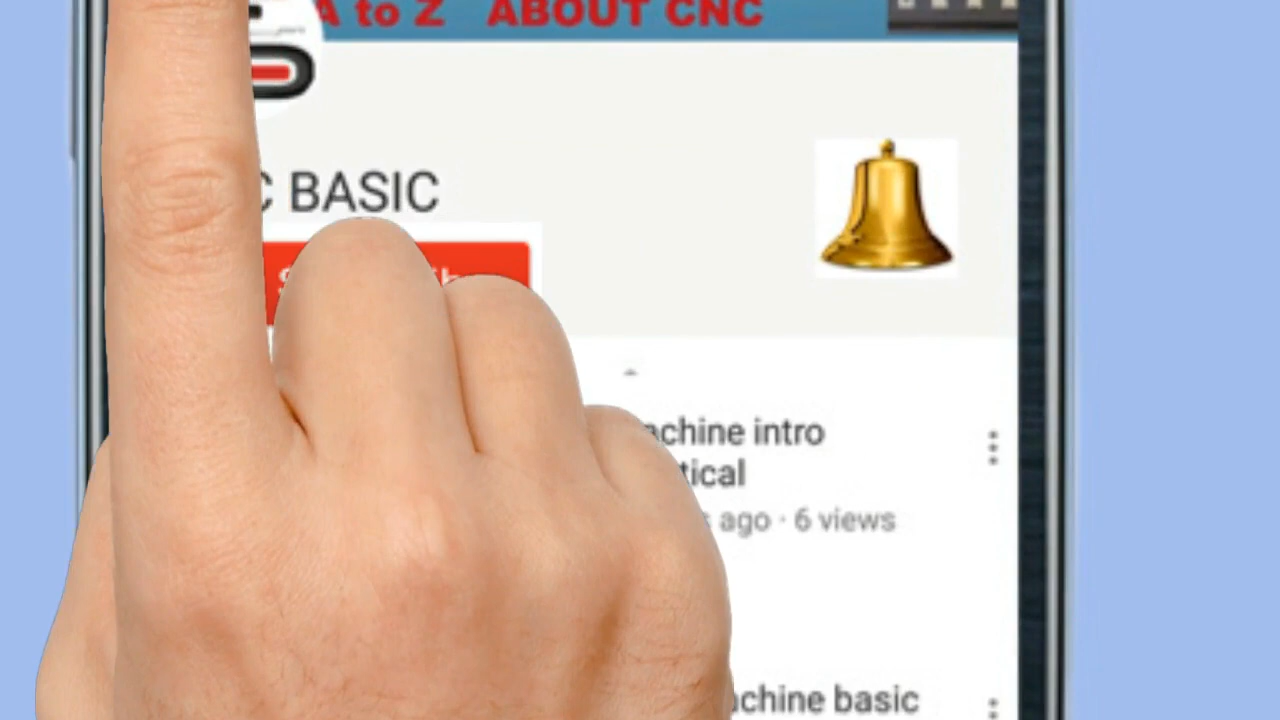 A to Z ABOUT CNC
C BASIC
achine intro
tical
s ago · 6 views
achine basic